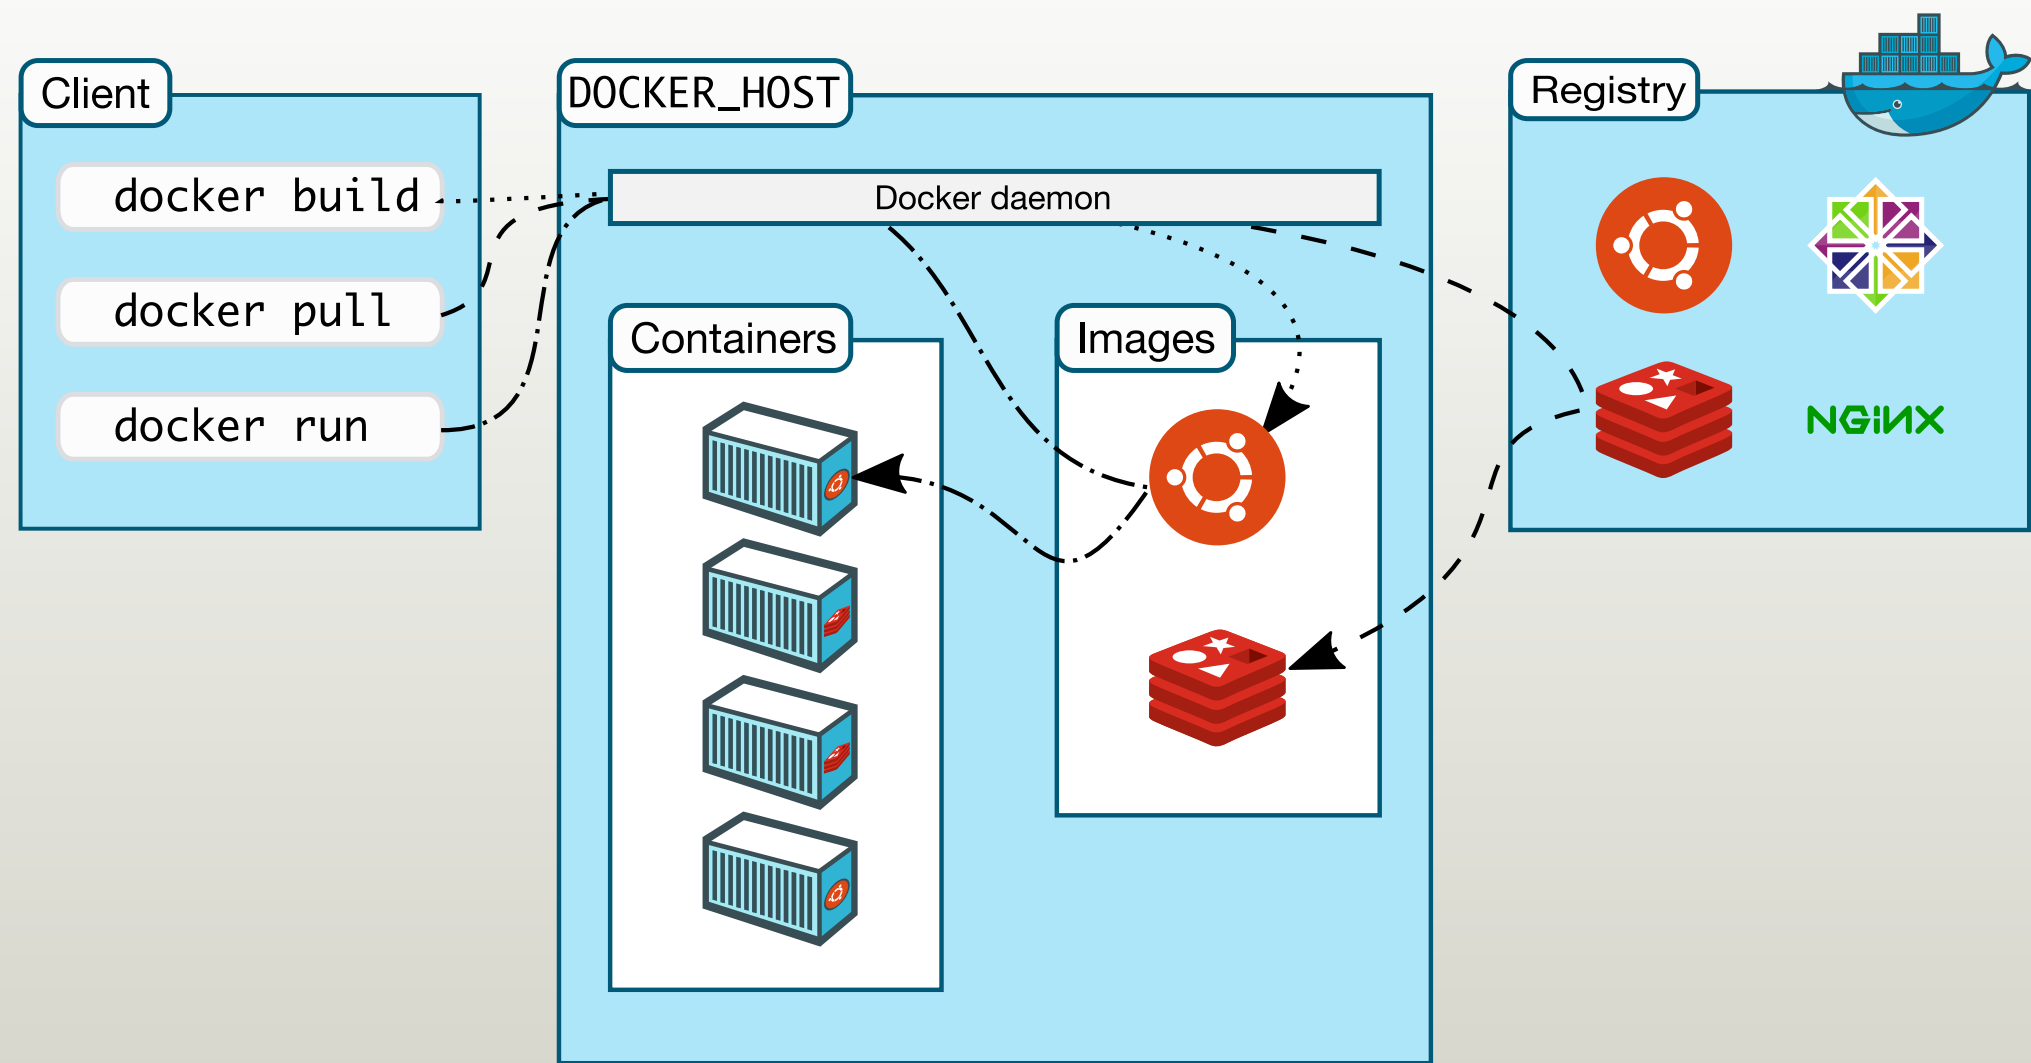 Client
docker build
docker pull
docker run
DOCKER_HOST
Docker daemon
Containers
Images
Registry
NGiNX